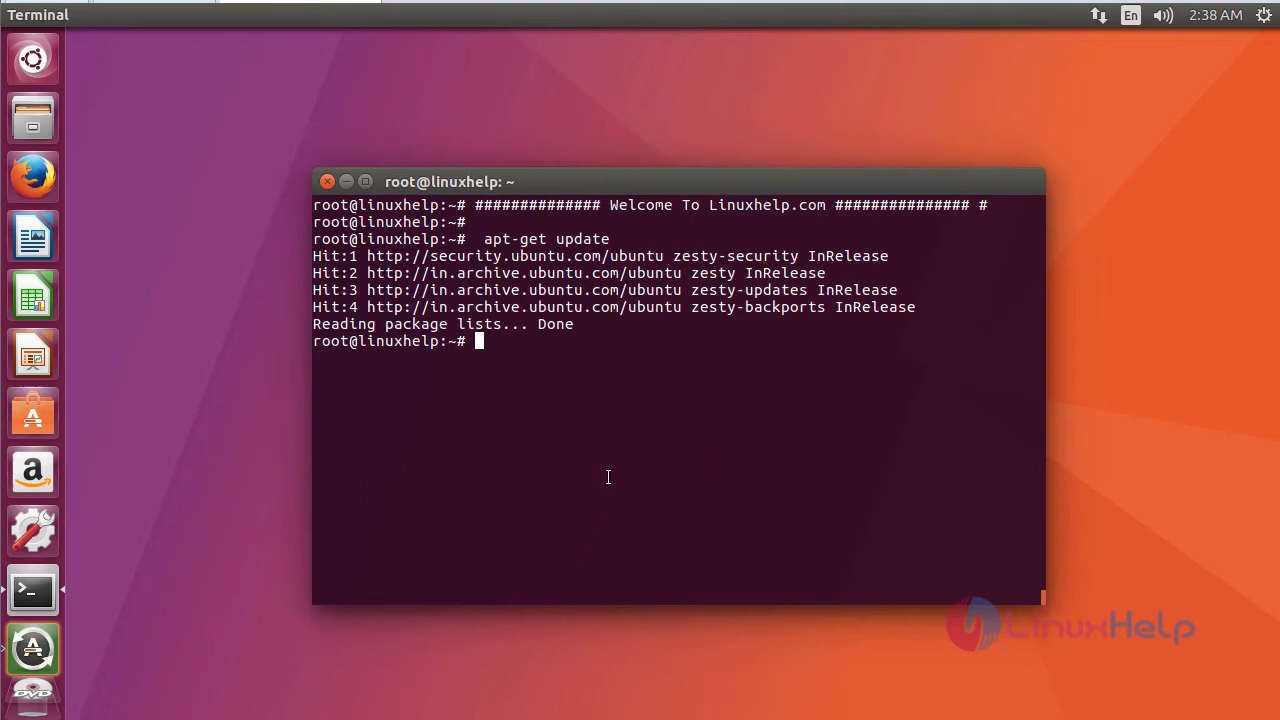 Terminal
En
2:38 AM
root@linuxhelp: ~
root@linuxhelp:~# ############## Welcome To Linuxhelp.com ############### #
root@linuxhelp:~#
root@linuxhelp:~#  apt-get update
Hit:1 http://security.ubuntu.com/ubuntu zesty-security InRelease
Hit:2 http://in.archive.ubuntu.com/ubuntu zesty InRelease
Hit:3 http://in.archive.ubuntu.com/ubuntu zesty-updates InRelease
Hit:4 http://in.archive.ubuntu.com/ubuntu zesty-backports InRelease
Reading package lists... Done
root@linuxhelp:~#
LinuxHelp
DVD